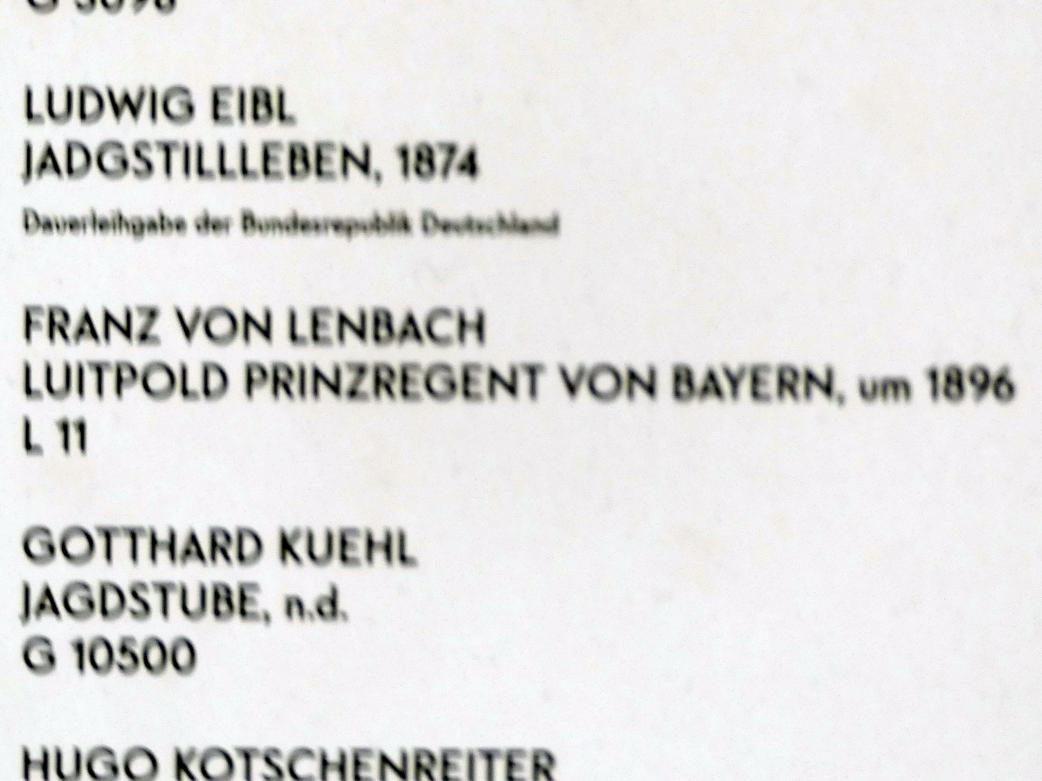 LUDWIG EIBL
JADGSTILLLEBEN, 1874
Dauerleihgabe der Bundesrepublik Deutschland
FRANZ VON LENBACH
LUITPOLD PRINZREGENT VON BAYERN, um 1896
L 11
GOTTHARD KUEHL
JAGDSTUBE, n.d.
G 10500
HUGO KOTSCHENREITER